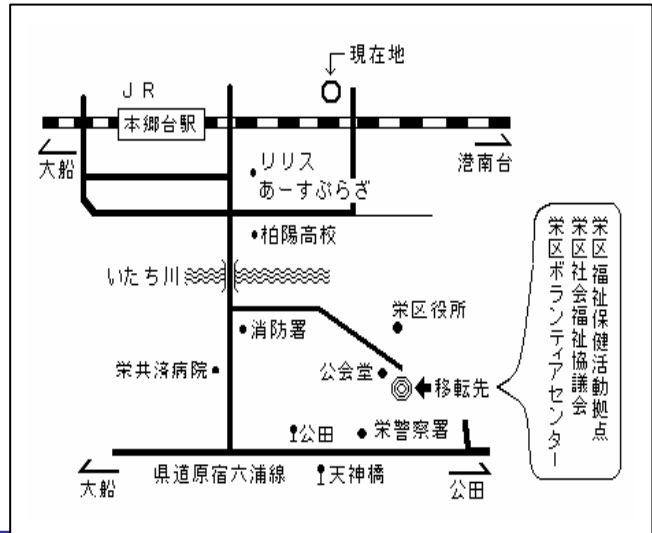 現在地
JR
本郷台駅
大船
港南台
リリス
あーすぷらざ
柏陽高校
いたち川
栄区福祉保健活動拠点
栄区社会福祉協議会
栄区ボランティアセンター
消防署
栄区役所
栄共済病院
公会堂
移転先
公田
栄警察署
大船
県道原宿六浦線
天神橋
公田